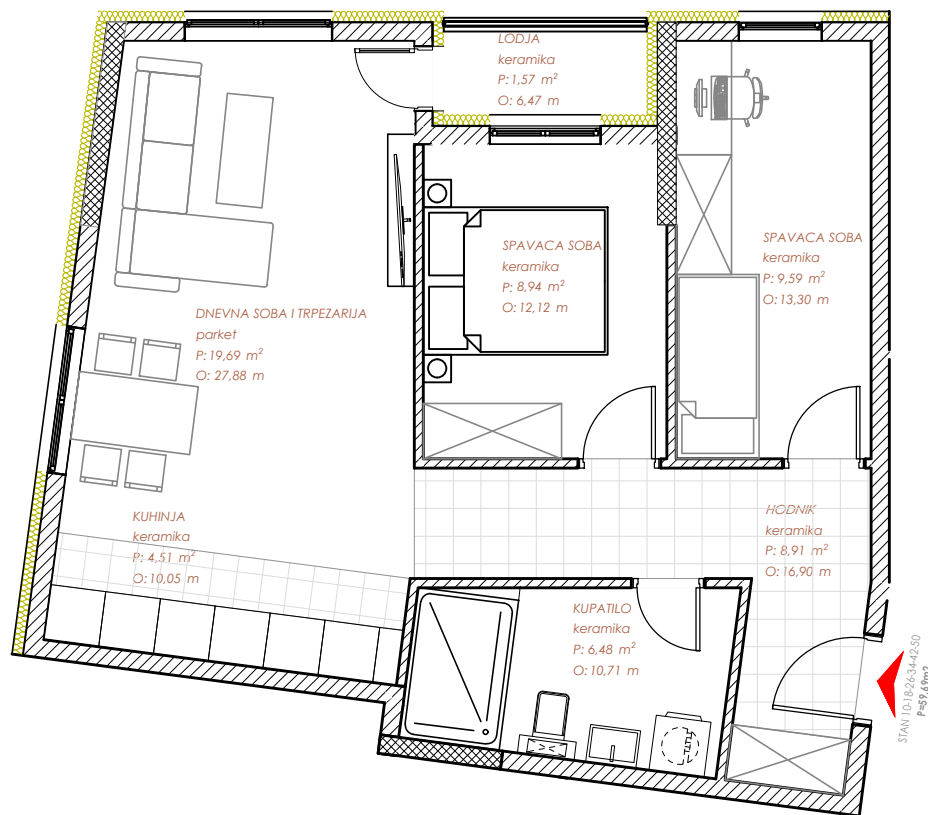 LODJA
keramika
P: 1,57 m²
O: 6,47 m
SPAVACA SOBA
keramika
P: 8,94 m²
O: 12,12 m
SPAVACA SOBA
keramika
P: 9,59 m²
O: 13,30 m
DNEVNA SOBA I TRPEZARIJA
parket
P: 19,69 m²
O: 27,88 m
KUHINJA
keramika
P: 4,51 m²
O: 10,05 m
HODNIK
keramika
P: 8,91 m²
O: 16,90 m
KUPATILO
keramika
P: 6,48 m²
O: 10,71 m
STAN 10-18-26-34-42-50
P=59,69m2